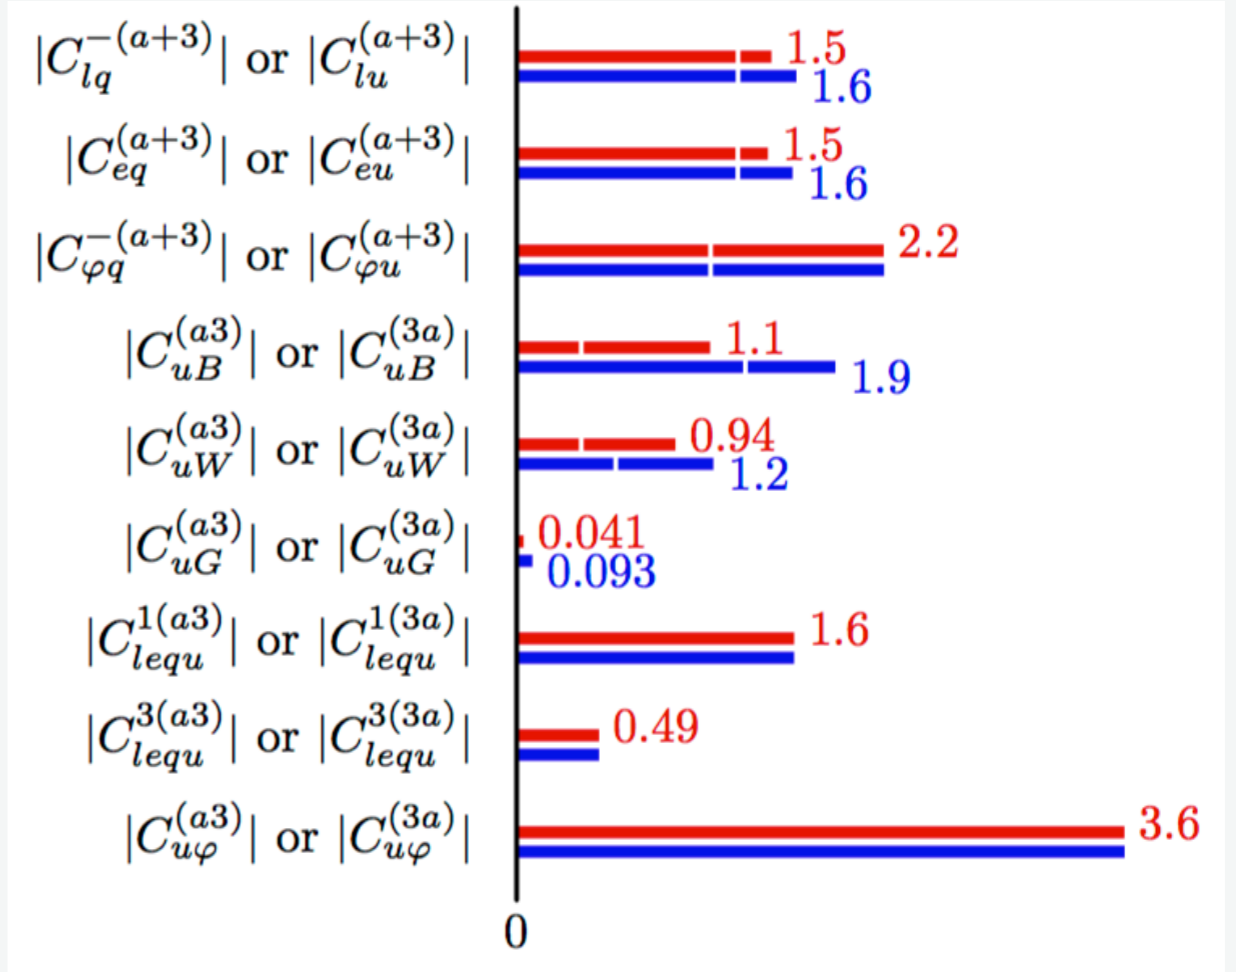 |C_{lq}^{-(a+3)}| or |C_{lu}^{(a+3)}| 1.5
1.6
|C_{eq}^{(a+3)}| or |C_{eu}^{(a+3)}| 1.5
1.6
|C_{φq}^{-(a+3)}| or |C_{φu}^{(a+3)}| 2.2
|C_{uB}^{(a3)}| or |C_{uB}^{(3a)}| 1.1
1.9
|C_{uW}^{(a3)}| or |C_{uW}^{(3a)}| 0.94
1.2
|C_{uG}^{(a3)}| or |C_{uG}^{(3a)}| 0.041
0.093
|C_{lequ}^{1(a3)}| or |C_{lequ}^{1(3a)}| 1.6
|C_{lequ}^{3(a3)}| or |C_{lequ}^{3(3a)}| 0.49
|C_{uφ}^{(a3)}| or |C_{uφ}^{(3a)}| 3.6
0